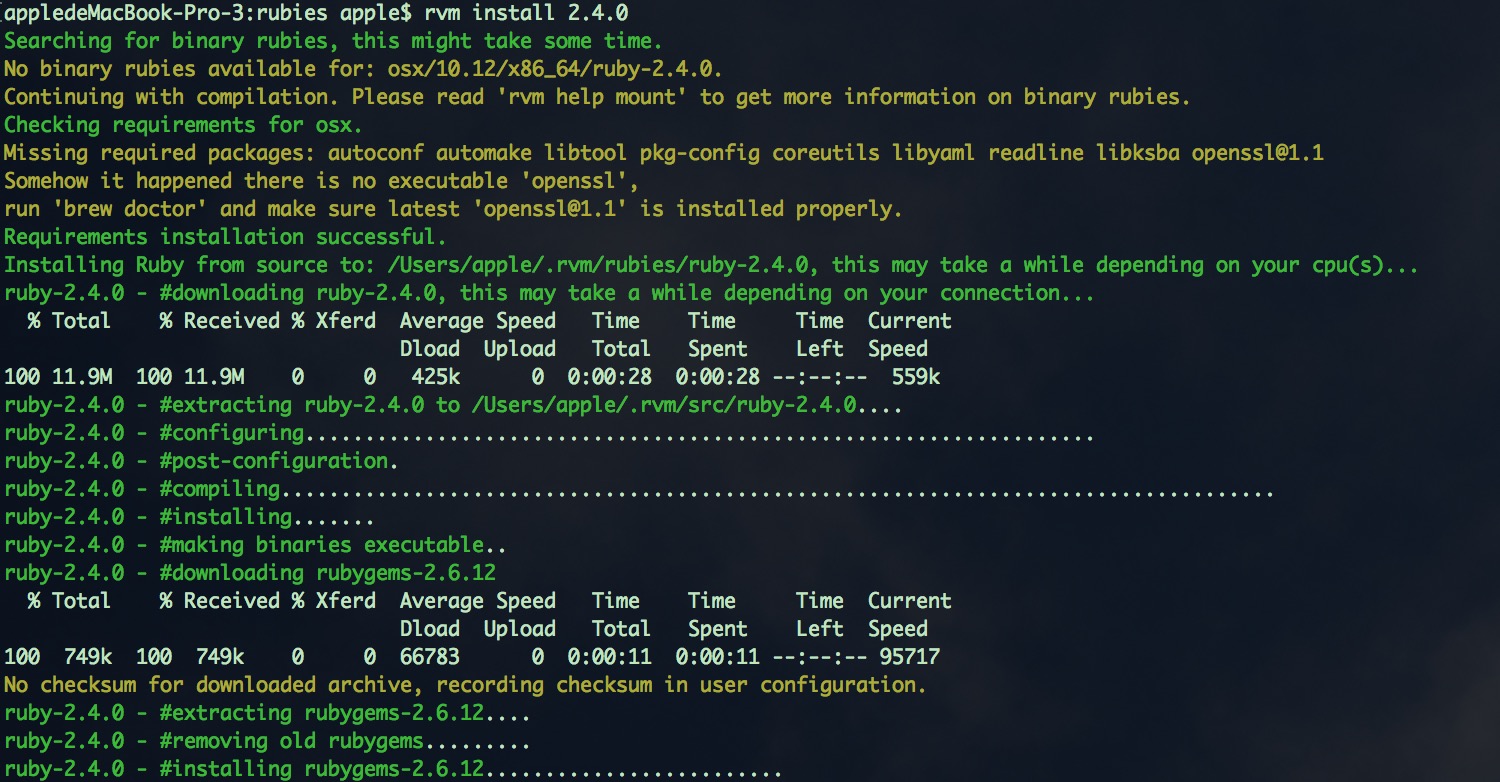 appledeMacBook-Pro-3:rubies apple$ rvm install 2.4.0
Searching for binary rubies, this might take some time.
No binary rubies available for: osx/10.12/x86_64/ruby-2.4.0.
Continuing with compilation. Please read 'rvm help mount' to get more information on binary rubies.
Checking requirements for osx.
Missing required packages: autoconf automake libtool pkg-config coreutils libyaml readline libksba openssl@1.1
Somehow it happened there is no executable 'openssl',
run 'brew doctor' and make sure latest 'openssl@1.1' is installed properly.
Requirements installation successful.
Installing Ruby from source to: /Users/apple/.rvm/rubies/ruby-2.4.0, this may take a while depending on your cpu(s)...
ruby-2.4.0 - #downloading ruby-2.4.0, this may take a while depending on your connection...
  % Total    % Received % Xferd  Average Speed   Time    Time     Time  Current
                                 Dload  Upload   Total   Spent    Left  Speed
100 11.9M  100 11.9M    0     0   425k      0  0:00:28  0:00:28 --:--:--  559k
ruby-2.4.0 - #extracting ruby-2.4.0 to /Users/apple/.rvm/src/ruby-2.4.0....
ruby-2.4.0 - #configuring..................................................................
ruby-2.4.0 - #post-configuration.
ruby-2.4.0 - #compiling...................................................................................
ruby-2.4.0 - #installing.......
ruby-2.4.0 - #making binaries executable..
ruby-2.4.0 - #downloading rubygems-2.6.12
  % Total    % Received % Xferd  Average Speed   Time    Time     Time  Current
                                 Dload  Upload   Total   Spent    Left  Speed
100  749k  100  749k    0     0  66783      0  0:00:11  0:00:11 --:--:-- 95717
No checksum for downloaded archive, recording checksum in user configuration.
ruby-2.4.0 - #extracting rubygems-2.6.12....
ruby-2.4.0 - #removing old rubygems.........
ruby-2.4.0 - #installing rubygems-2.6.12.........................